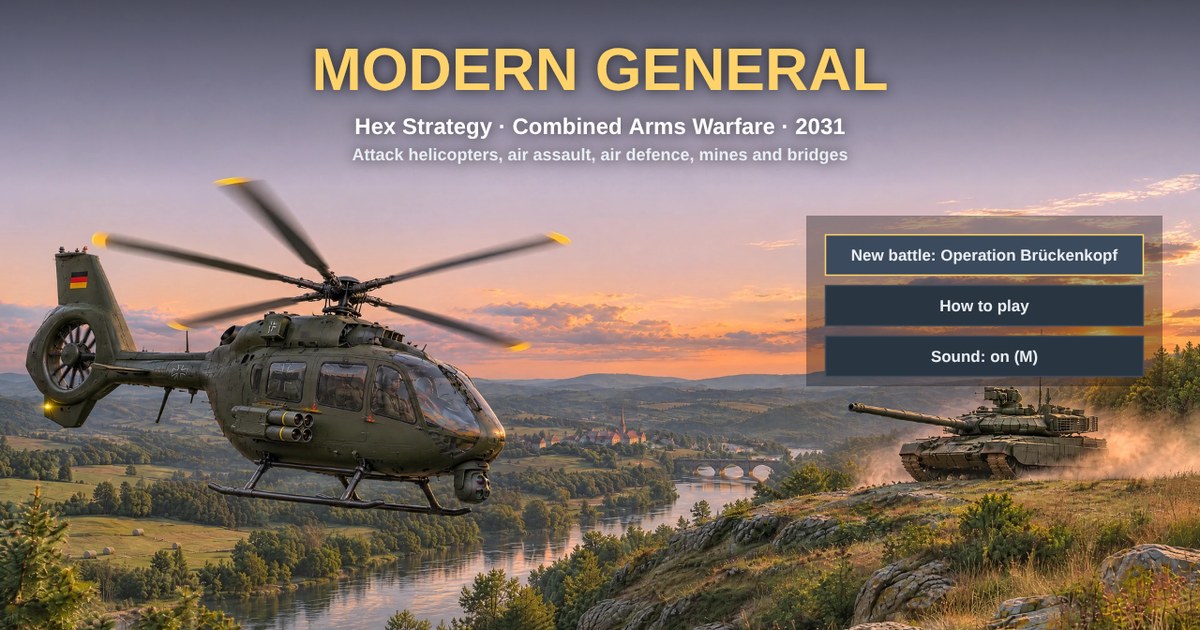 MODERN GENERAL
Hex Strategy · Combined Arms Warfare · 2031
Attack helicopters, air assault, air defence, mines and bridges
New battle: Operation Brückenkopf
How to play
Sound: on (M)